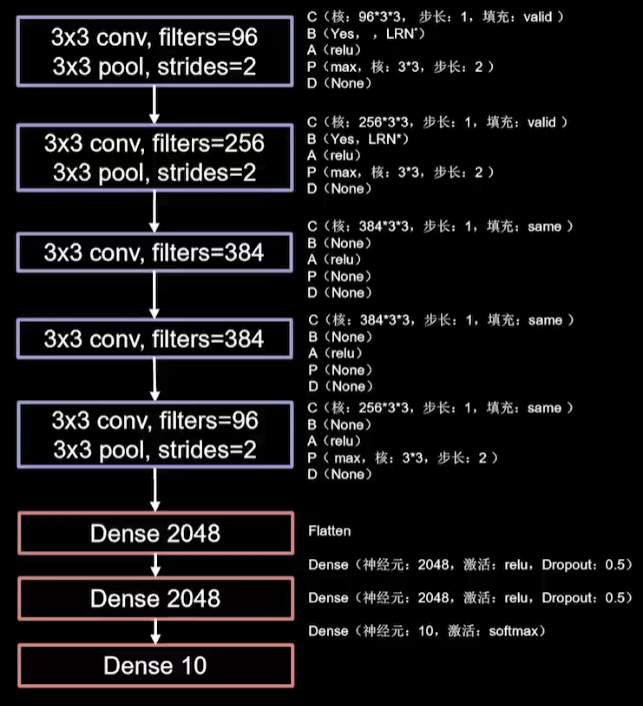 3x3 conv, filters=96
3x3 pool, strides=2
C（核：96*3*3，步长：1，填充：valid ）
B（Yes，，LRN*）
A（relu）
P（max，核：3*3，步长：2 ）
D（None）
3x3 conv, filters=256
3x3 pool, strides=2
C（核：256*3*3，步长：1，填充：valid ）
B（Yes，LRN*）
A（relu）
P（max，核：3*3，步长：2 ）
D（None）
3x3 conv, filters=384
C（核：384*3*3，步长：1，填充：same ）
B（None）
A（relu）
P（None）
D（None）
3x3 conv, filters=384
C（核：384*3*3，步长：1，填充：same ）
B（None）
A（relu）
P（None）
D（None）
3x3 conv, filters=96
3x3 pool, strides=2
C（核：256*3*3，步长：1，填充：same ）
B（None）
A（relu）
P（ max，核：3*3，步长：2 ）
D（None）
Dense 2048
Flatten
Dense（神经元：2048，激活：relu，Dropout：0.5）
Dense 2048
Dense（神经元：2048，激活：relu，Dropout：0.5）
Dense（神经元：10，激活：softmax）
Dense 10